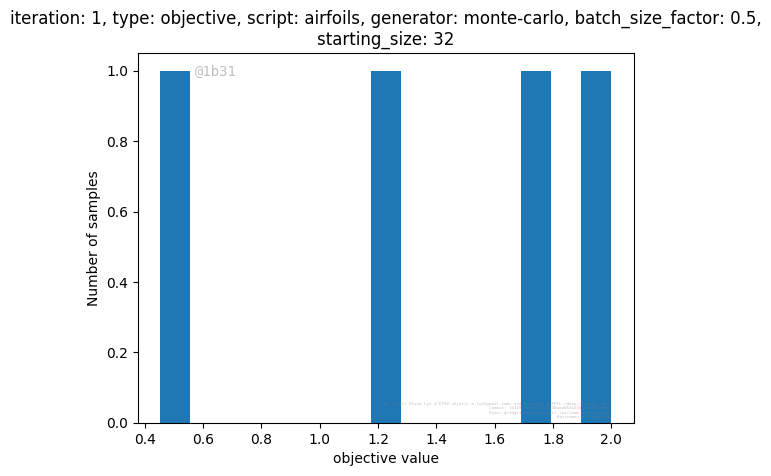 iteration: 1, type: objective, script: airfoils, generator: monte-carlo, batch_size_factor: 0.5,
starting_size: 32
@1b31
1.0
0.8
0.6
0.4
0.2
0.0
Number of samples
0.4 0.6 0.8 1.0 1.2 1.4 1.6 1.8 2.0
objective value